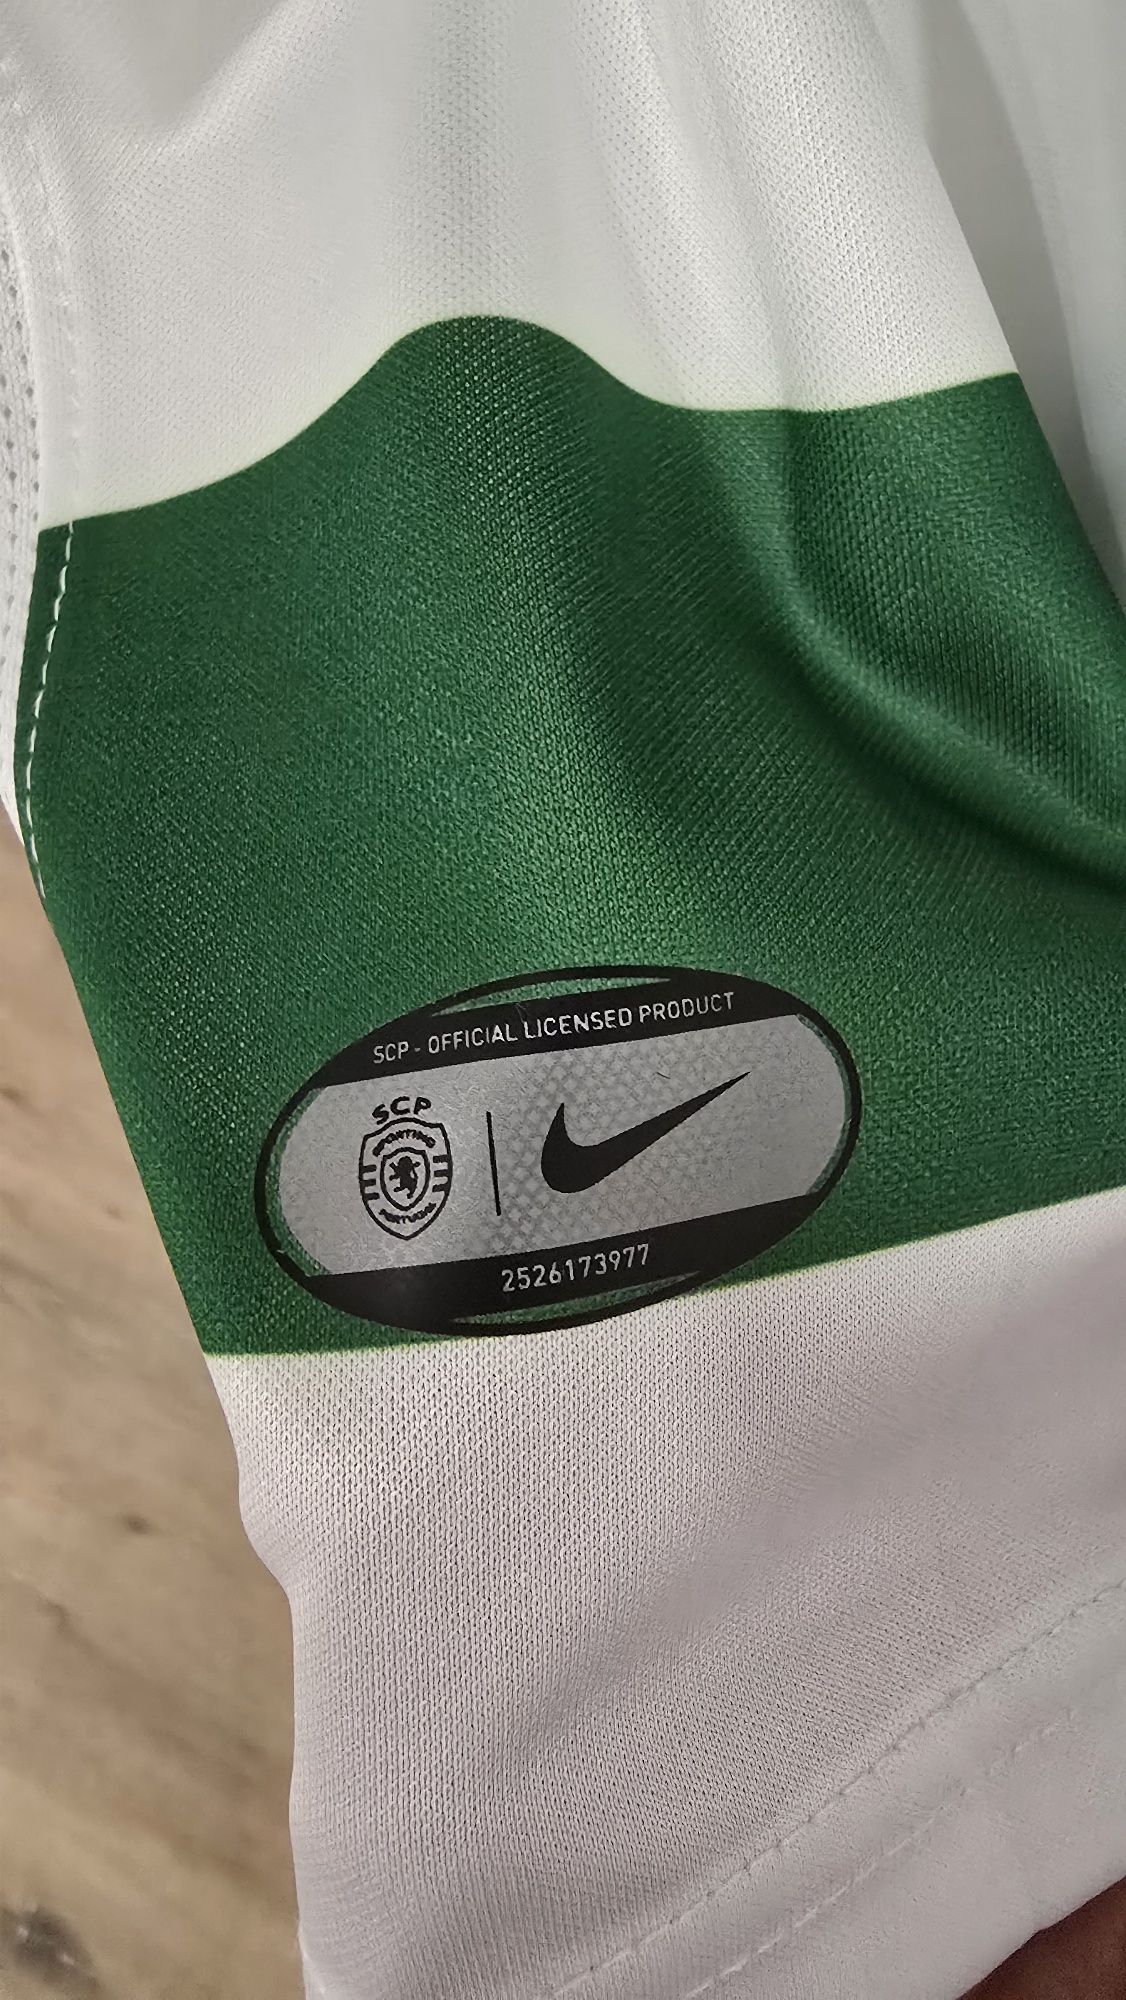 SCP - OFFICIAL LICENSED PRODUCT
SCP
SPORTING
PORTUGAL
2526173977